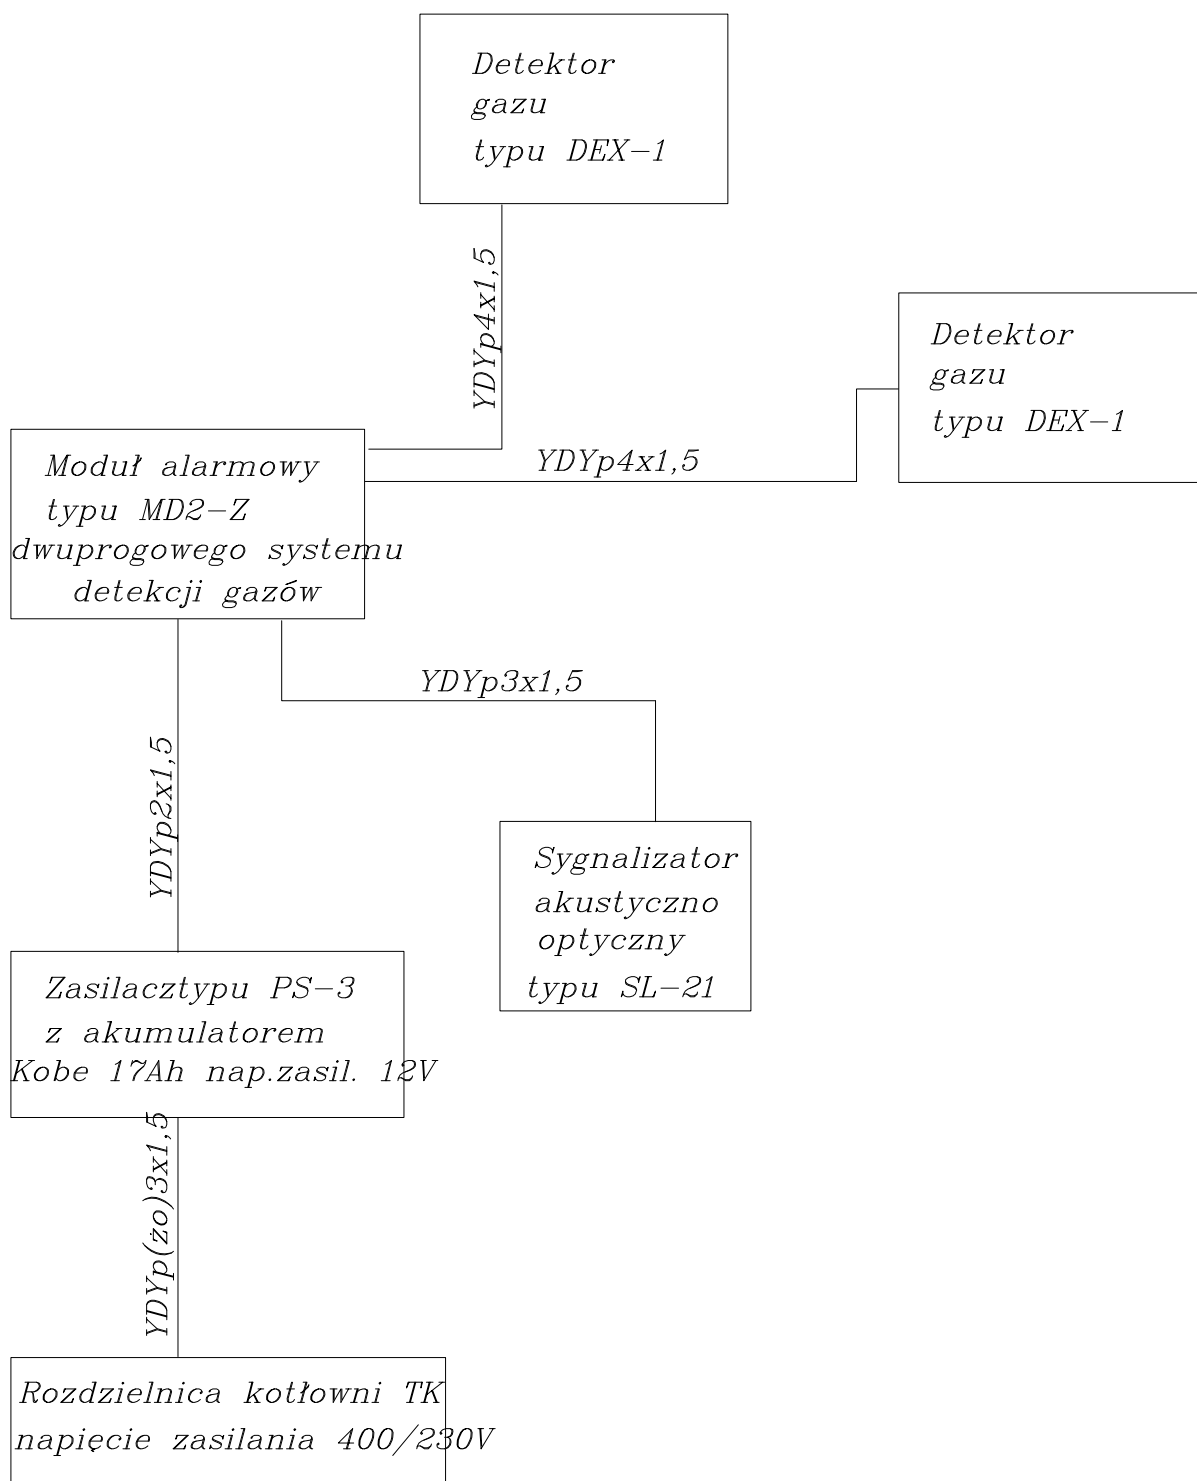 Detektor
gazu
typu DEX-1
YDYp4x1,5
Detektor
gazu
typu DEX-1
YDYp4x1,5
Moduł alarmowy
typu MD2-Z
dwuprogowego systemu
detekcji gazów
YDYp3x1,5
YDYp2x1,5
Sygnalizator
akustyczno
optyczny
typu SL-21
Zasilacztypu PS-3
z akumulatorem
Kobe 17Ah nap.zasil. 12V
YDYp(żo)3x1,5
Rozdzielnica kotłowni TK
napięcie zasilania 400/230V